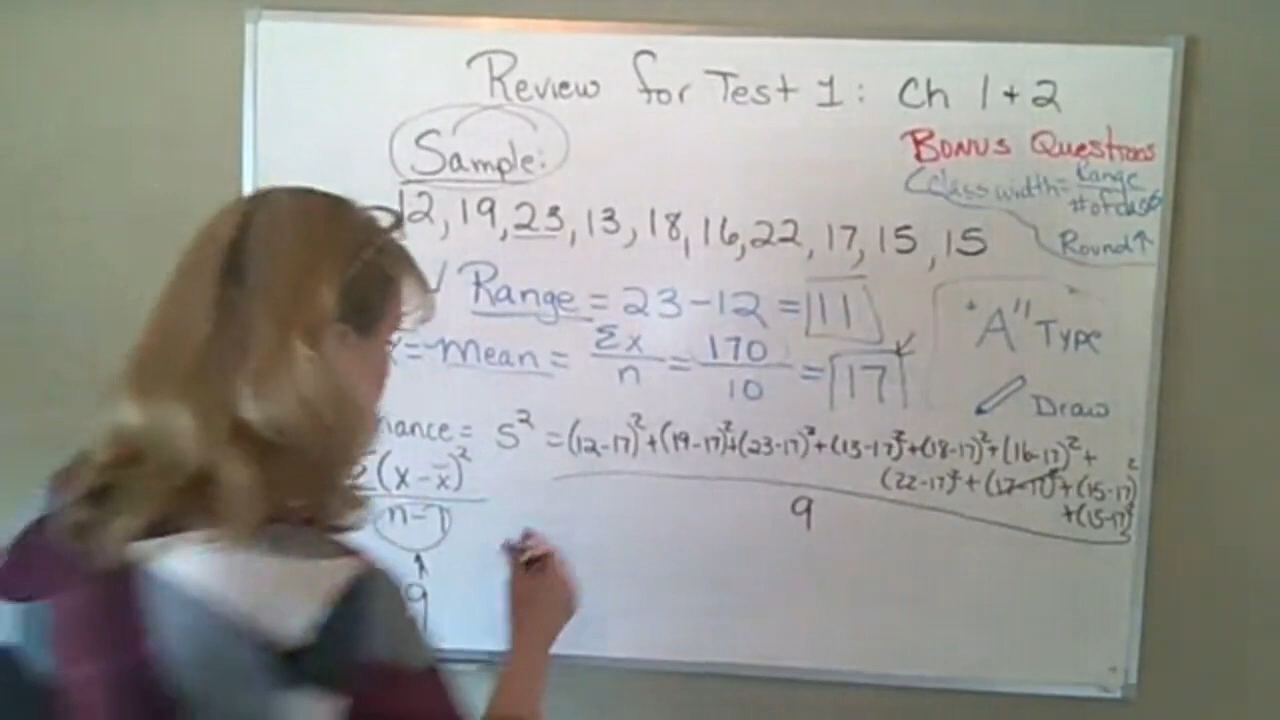 Review for Test 1: Ch 1+2
Bonus Questions
Sample:
Class width = Range / # of class
Round↑
12, 19, 23, 13, 18, 16, 22, 17, 15, 15
Range = 23-12 = 11
= Mean = Σx / n = 170 / 10 = 17
"A" Type
Draw
iance = S² = (12-17)²+(19-17)²+(23-17)²+(13-17)²+(18-17)²+(16-17)²+
(22-17)²+(17-17)²+(15-17)²
+(15-17)²
9
(x-x̄)²
n-1
9